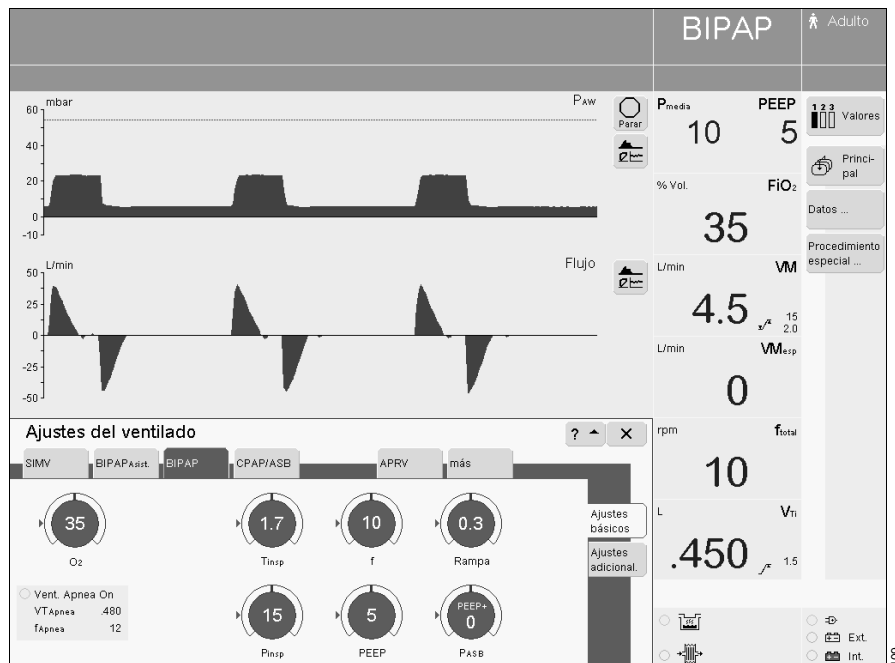 BIPAP
Adulto
mbar
PAW
60
40
20
0
-10
Parar
L/min
Flujo
50
25
0
-25
-50
Pmedia PEEP
10 5
% Vol. FiO2
35
L/min VM
4.5 15
2.0
L/min VMesp
0
rpm ftotal
10
L VTi
.450 1.5
1 2 3
Valores
Princi-
pal
Datos ...
Procedimiento
especial ...
Ajustes del ventilado
? X
SIMV BIPAPAsist. BIPAP CPAP/ASB APRV más
35 1.7 10 0.3
O2 Tinsp f Rampa
Ajustes
básicos
Ajustes
adicional.
Vent. Apnea On
VTApnea .480
fApnea 12
15 5 PEEP+
0
Pinsp PEEP PASB
Ext.
Int.